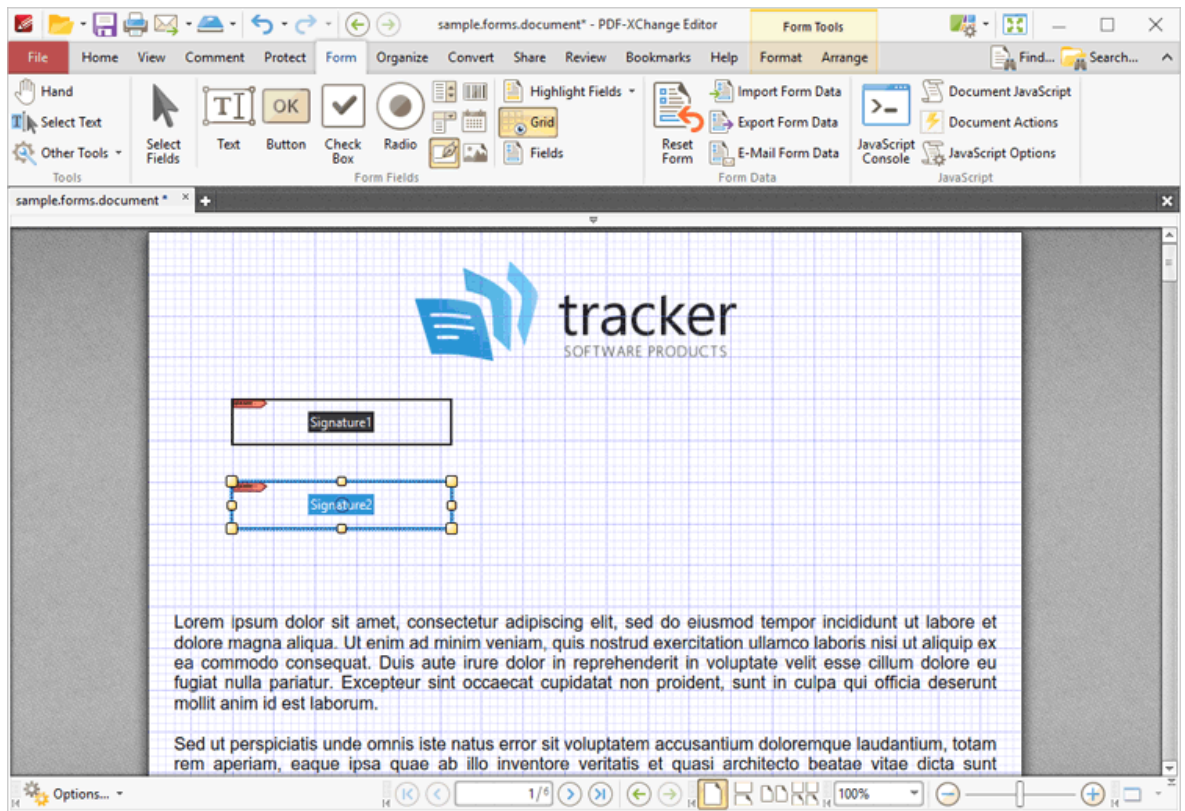 sample.forms.document* - PDF-XChange Editor
Form Tools
File Home View Comment Protect Form Organize Convert Share Review Bookmarks Help Format Arrange Find... Search...
Hand
Select Text
Other Tools
Tools
Select Fields
Text
OK
Button
Check Box
Radio
Form Fields
Highlight Fields
Grid
Fields
Reset Form
Import Form Data
Export Form Data
E-Mail Form Data
Form Data
JavaScript Console
Document JavaScript
Document Actions
JavaScript Options
JavaScript
sample.forms.document *
tracker
SOFTWARE PRODUCTS
Signature1
Signature2
Lorem ipsum dolor sit amet, consectetur adipiscing elit, sed do eiusmod tempor incididunt ut labore et
dolore magna aliqua. Ut enim ad minim veniam, quis nostrud exercitation ullamco laboris nisi ut aliquip ex
ea commodo consequat. Duis aute irure dolor in reprehenderit in voluptate velit esse cillum dolore eu
fugiat nulla pariatur. Excepteur sint occaecat cupidatat non proident, sunt in culpa qui officia deserunt
mollit anim id est laborum.
Sed ut perspiciatis unde omnis iste natus error sit voluptatem accusantium doloremque laudantium, totam
rem aperiam, eaque ipsa quae ab illo inventore veritatis et quasi architecto beatae vitae dicta sunt
Options... 1/6 100%